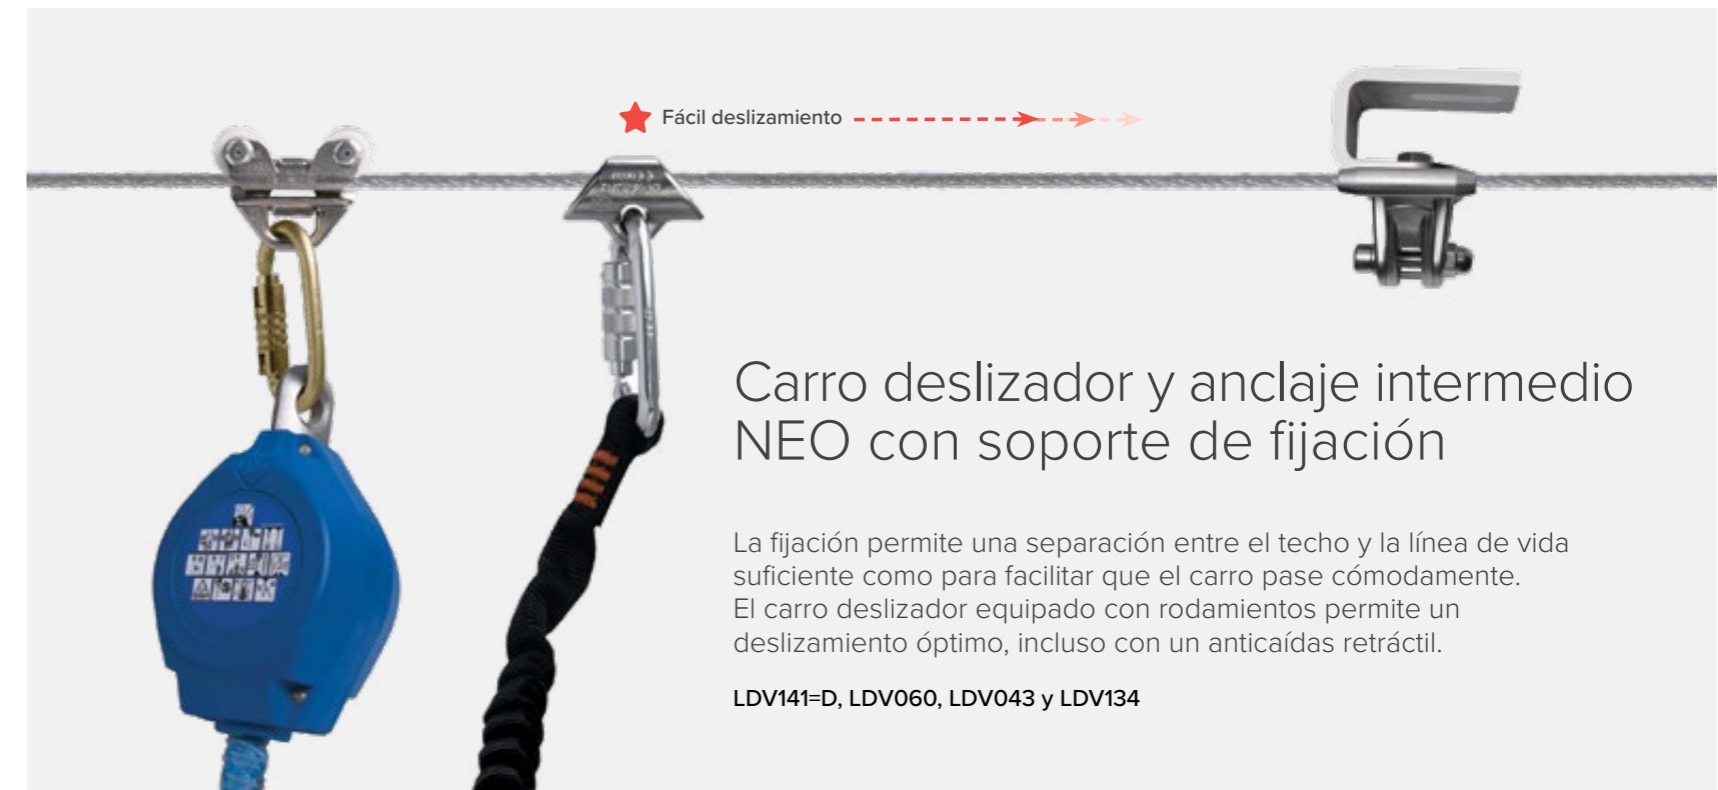 Fácil deslizamiento
Carro deslizador y anclaje intermedio
NEO con soporte de fijación
La fijación permite una separación entre el techo y la línea de vida
suficiente como para facilitar que el carro pase cómodamente.
El carro deslizador equipado con rodamientos permite un
deslizamiento óptimo, incluso con un anticaídas retráctil.
LDV141=D, LDV060, LDV043 y LDV134